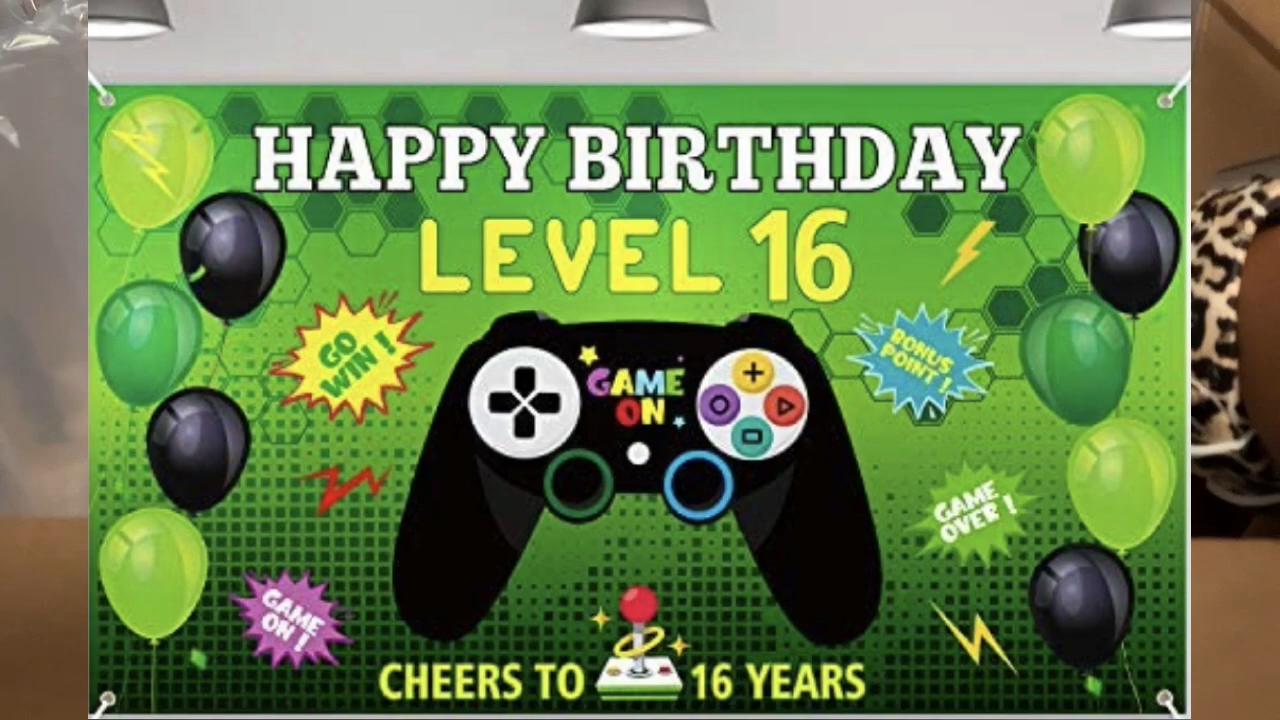 HAPPY BIRTHDAY
LEVEL 16
GO
WIN !
GAME
ON
BONUS
POINT !
GAME
OVER !
GAME
ON !
CHEERS TO 16 YEARS